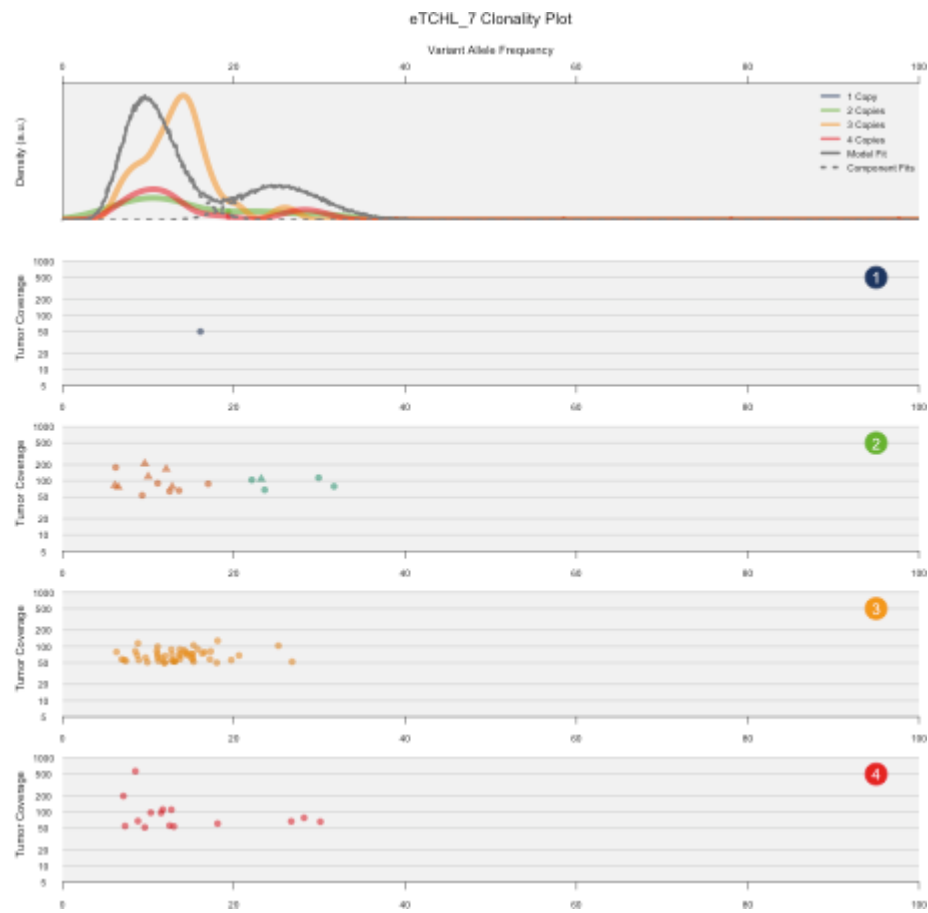 eTCHL_7 Clonality Plot
Variant Allele Frequency
0 20 40 60 80 100
Density (a.u.)
1 Copy
2 Copies
3 Copies
4 Copies
Model Fit
Component Fits
Tumor Coverage
1000
500
200
100
50
20
10
5
1
0 20 40 60 80 100
Tumor Coverage
1000
500
200
100
50
20
10
5
2
0 20 40 60 80 100
Tumor Coverage
1000
500
200
100
50
20
10
5
3
0 20 40 60 80 100
Tumor Coverage
1000
500
200
100
50
20
10
5
4
0 20 40 60 80 100